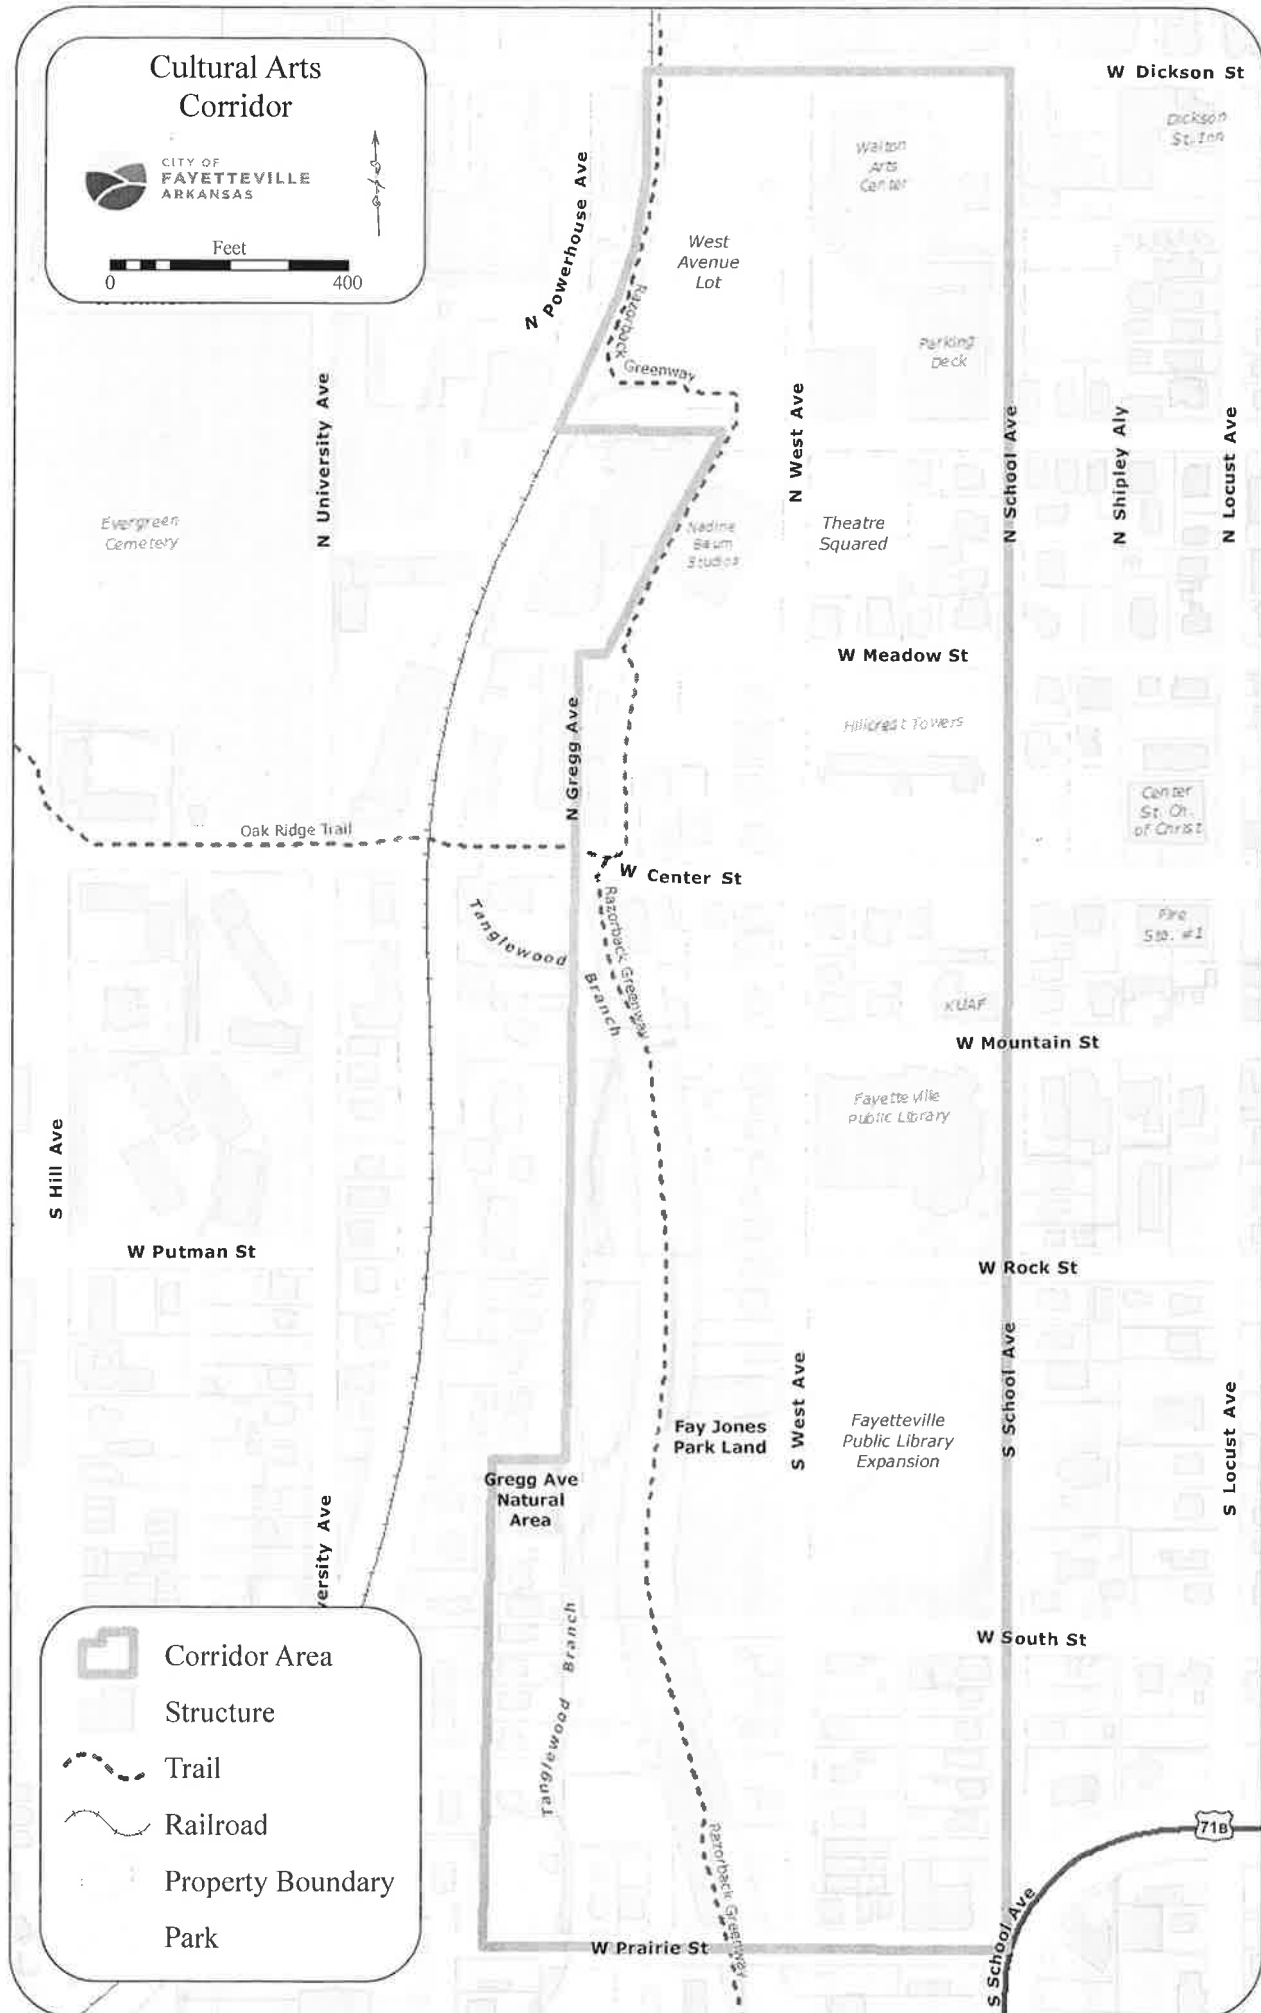 Cultural Arts
Corridor
CITY OF
FAYETTEVILLE
ARKANSAS
Feet
0
400
W Dickson St
Dickson
St. Inn
Walton
Arts
Center
N Powerhouse Ave
West
Avenue
Lot
Razorback
Greenway
Parking
Deck
N University Ave
N West Ave
N School Ave
N Shipley Aly
N Locust Ave
Evergreen
Cemetery
Nadine
Baum
Studios
Theatre
Squared
W Meadow St
Hillcrest Towers
N Gregg Ave
Center
St. Ch.
of Christ
Oak Ridge Trail
W Center St
Tanglewood
Branch
Razorback Greenway
Fire
Sta. #1
KUAF
W Mountain St
Fayetteville
Public Library
S Hill Ave
W Putman St
W Rock St
S School Ave
S West Ave
Fay Jones
Park Land
Fayetteville
Public Library
Expansion
S Locust Ave
Gregg Ave
Natural
Area
versity Ave
Tanglewood Branch
W South St
Corridor Area
Structure
Trail
Railroad
Property Boundary
Park
71B
Razorback Greenway
W Prairie St
S School Ave